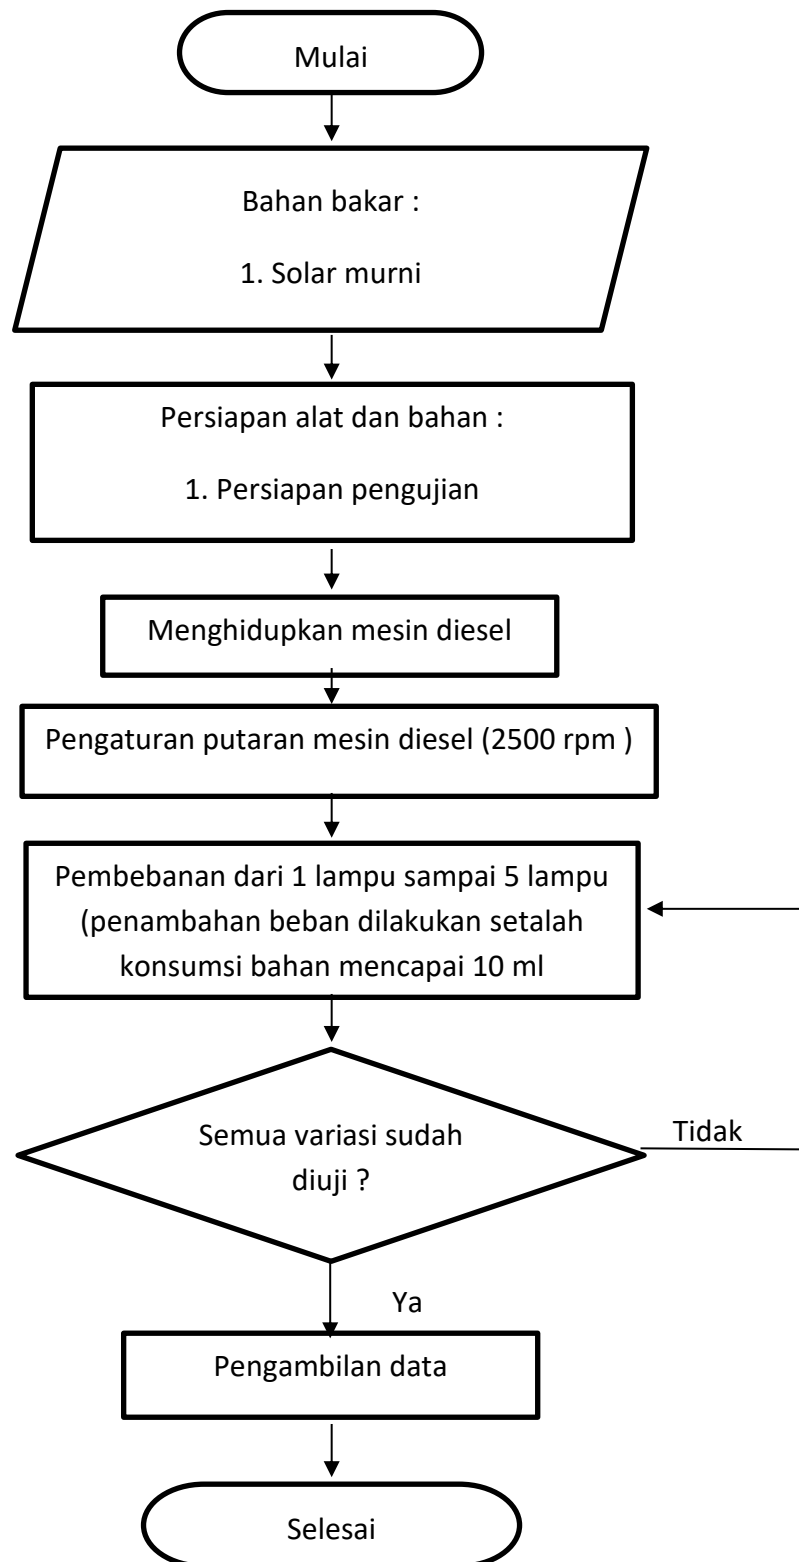 Mulai
Bahan bakar :
1. Solar murni
Persiapan alat dan bahan :
1. Persiapan pengujian
Menghidupkan mesin diesel
Pengaturan putaran mesin diesel (2500 rpm )
Pembebanan dari 1 lampu sampai 5 lampu
(penambahan beban dilakukan setalah
konsumsi bahan mencapai 10 ml
Semua variasi sudah
diuji ?
Tidak
Ya
Pengambilan data
Selesai